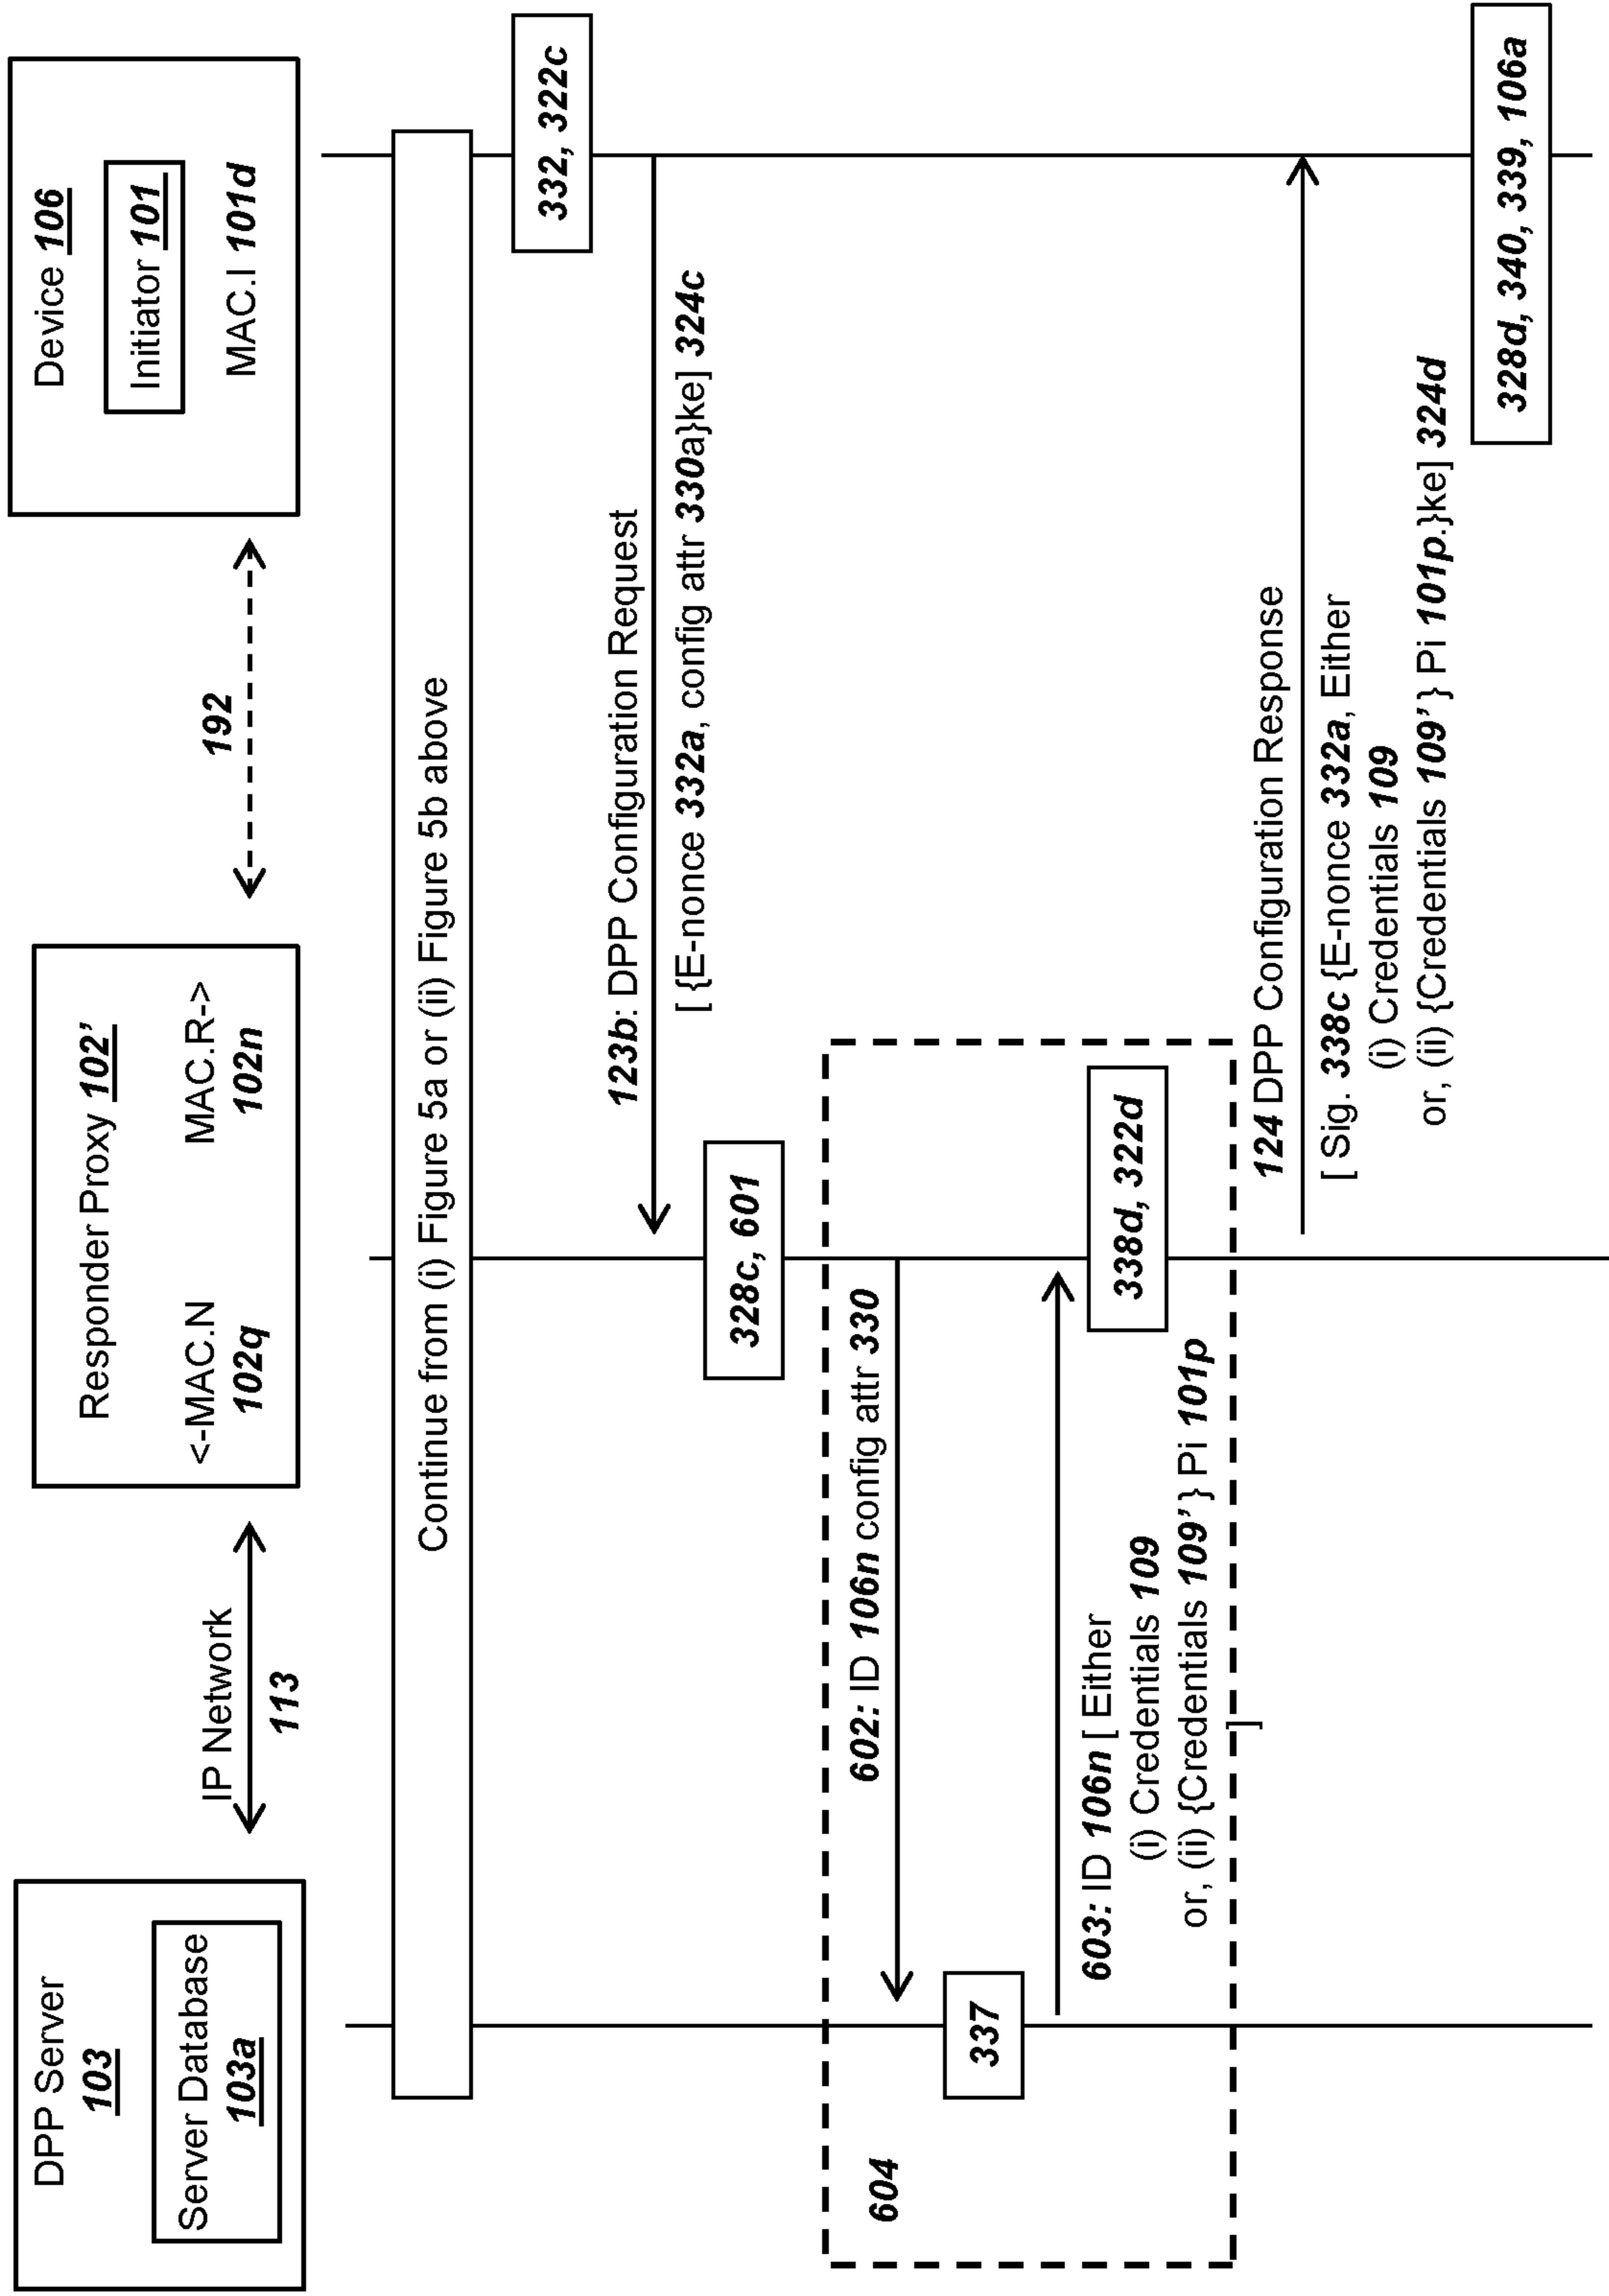 DPP Server
103
Server Database
103a
IP Network
113
Responder Proxy 102'
<-MAC.N
102q
MAC.R->
102n
192
Device 106
Initiator 101
MAC.I 101d
Continue from (i) Figure 5a or (ii) Figure 5b above
332, 322c
123b: DPP Configuration Request
[ {E-nonce 332a, config attr 330a}ke] 324c
328c, 601
604
602: ID 106n config attr 330
337
603: ID 106n [ Either
(i) Credentials 109
or, (ii) {Credentials 109’} Pi 101p
]
338d, 322d
124 DPP Configuration Response
[ Sig. 338c {E-nonce 332a, Either
(i) Credentials 109
or, (ii) {Credentials 109’} Pi 101p.}ke] 324d
328d, 340, 339, 106a